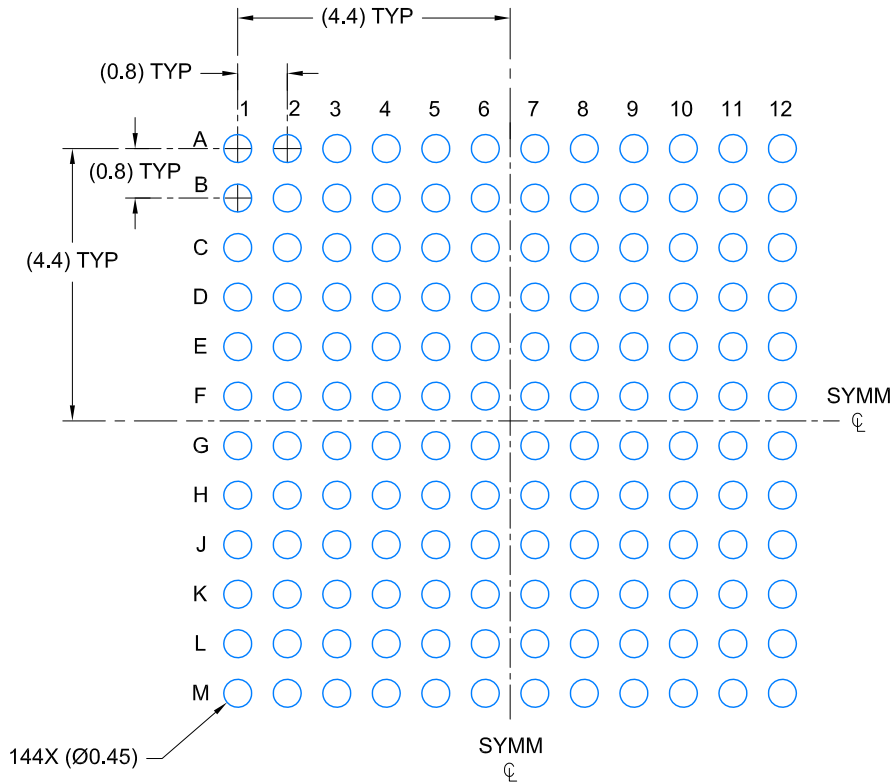 (4.4) TYP
(0.8) TYP
1 2 3 4 5 6 7 8 9 10 11 12
A
(0.8) TYP
B
C
(4.4) TYP
D
E
F
SYMM
℄
G
H
J
K
L
M
SYMM
℄
144X (Ø0.45)